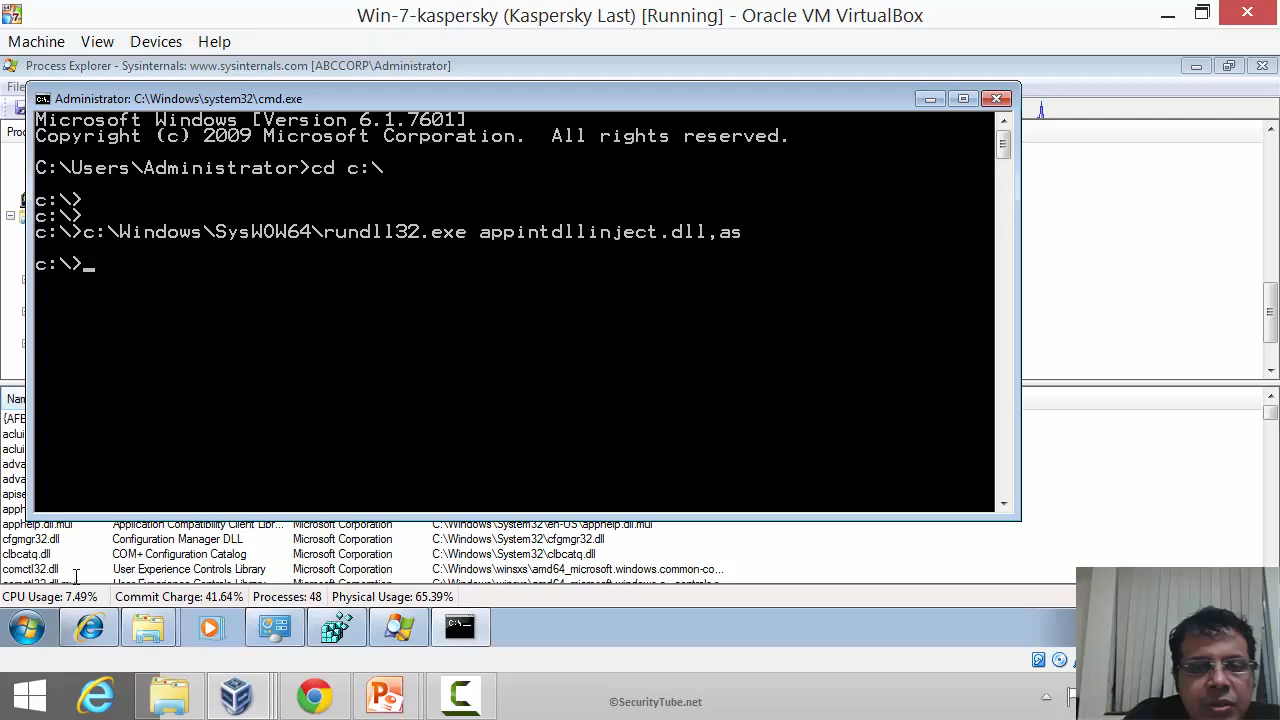 Win-7-kaspersky (Kaspersky Last) [Running] - Oracle VM VirtualBox
Machine View Devices Help
Process Explorer - Sysinternals: www.sysinternals.com [ABCCORP\Administrator]
File
Administrator: C:\Windows\system32\cmd.exe
Microsoft Windows [Version 6.1.7601]
Copyright (c) 2009 Microsoft Corporation. All rights reserved.
C:\Users\Administrator>cd c:\
c:\>
c:\>
c:\>c:\Windows\SysWOW64\rundll32.exe appintdllinject.dll,as
c:\>_
apphelp.dll.mui Application Compatibility Client Libr... Microsoft Corporation C:\Windows\System32\en-US\apphelp.dll.mui
cfgmgr32.dll Configuration Manager DLL Microsoft Corporation C:\Windows\System32\cfgmgr32.dll
clbcatq.dll COM+ Configuration Catalog Microsoft Corporation C:\Windows\System32\clbcatq.dll
comctl32.dll User Experience Controls Library Microsoft Corporation C:\Windows\winsxs\amd64_microsoft.windows.common-co...
CPU Usage: 7.49% Commit Charge: 41.64% Processes: 48 Physical Usage: 65.39%
©SecurityTube.net